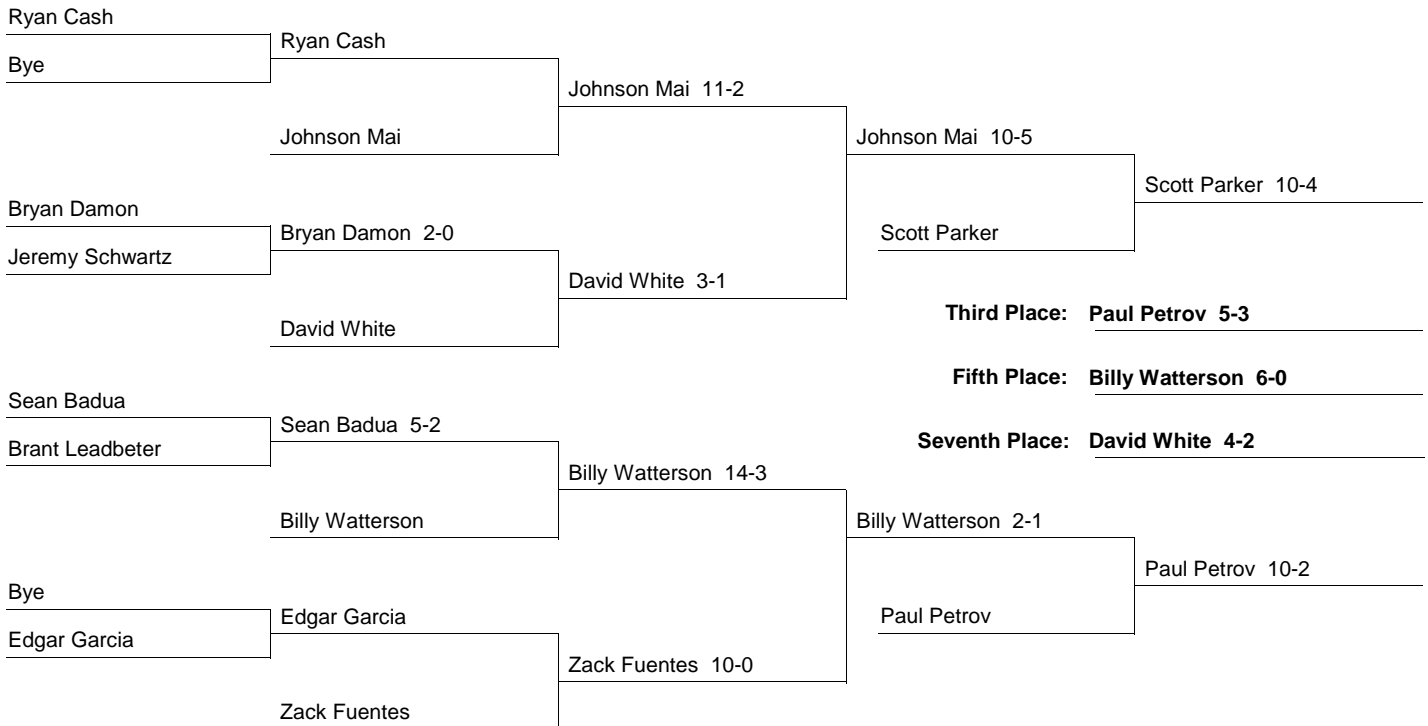 Ryan Cash
Bye
Ryan Cash
Johnson Mai
Johnson Mai 11-2
Bryan Damon
Jeremy Schwartz
Bryan Damon 2-0
David White
David White 3-1
Johnson Mai 10-5
Scott Parker
Scott Parker 10-4
Third Place: Paul Petrov 5-3
Fifth Place: Billy Watterson 6-0
Seventh Place: David White 4-2
Sean Badua
Brant Leadbeter
Sean Badua 5-2
Billy Watterson
Billy Watterson 14-3
Bye
Edgar Garcia
Edgar Garcia
Zack Fuentes
Zack Fuentes 10-0
Billy Watterson 2-1
Paul Petrov
Paul Petrov 10-2